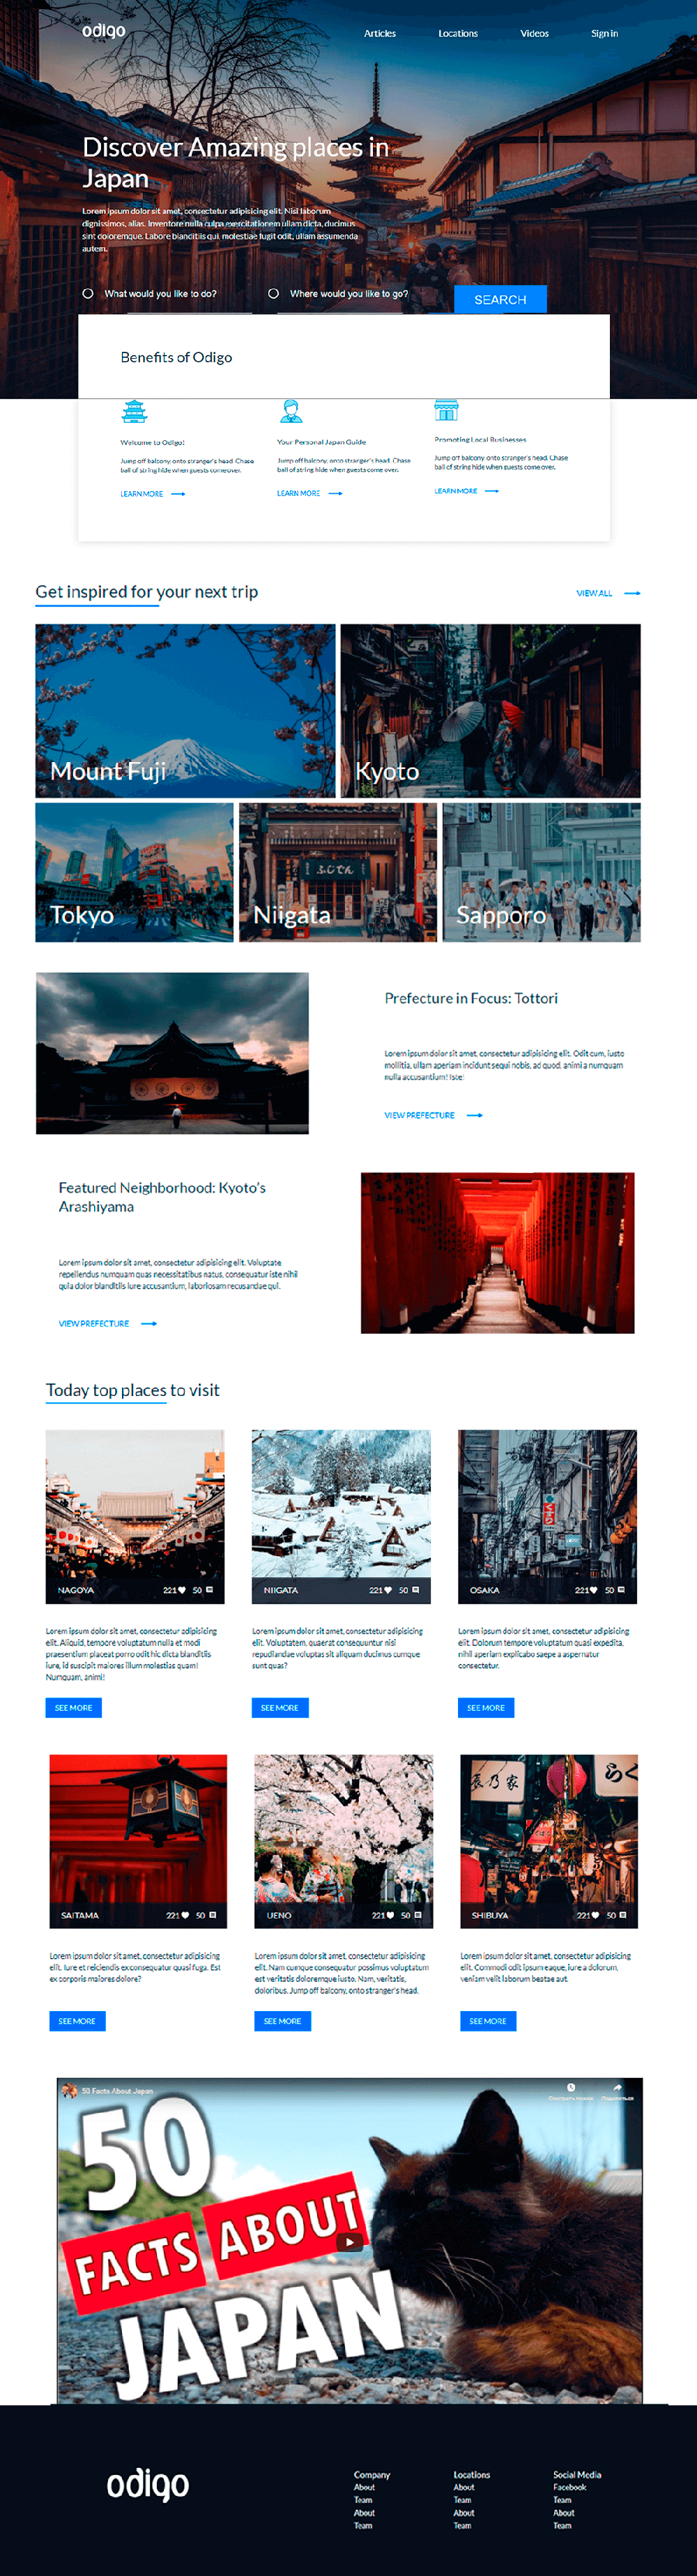 odigo
Articles Locations Videos Sign in
Discover Amazing places in
Japan
Lorem ipsum dolor sit amet, consectetur adipisicing elit. Nisi laborum
dignissimos, alias. Inventore nulla culpa exercitationem ullam dicta, ducimus
sint doloremque. Labore blanditiis qui, molestiae fugit odit, ullam assumenda
autem.
What would you like to do? Where would you like to go? SEARCH
Benefits of Odigo
Welcome to Odigo!
Jump off balcony, onto stranger's head. Chase
ball of string hide when guests come over.
LEARN MORE
Your Personal Japan Guide
Jump off balcony, onto stranger's head. Chase
ball of string hide when guests come over.
LEARN MORE
Promoting Local Businesses
Jump off balcony, onto stranger's head. Chase
ball of string hide when guests come over.
LEARN MORE
Get inspired for your next trip
VIEW ALL
Mount Fuji
Kyoto
Tokyo
ふじでん
Niigata
Sapporo
Prefecture in Focus: Tottori
Lorem ipsum dolor sit amet, consectetur adipisicing elit. Odit cum, iusto
mollitia, ullam aperiam incidunt sequi nobis, ad quod, animi a numquam
nulla accusantium! Iste!
VIEW PREFECTURE
Featured Neighborhood: Kyoto's
Arashiyama
Lorem ipsum dolor sit amet, consectetur adipisicing elit. Voluptate
repellendus numquam quas necessitatibus natus, consequatur iste nihil
quia dolor blanditiis iure accusantium, laboriosam recusandae qui.
VIEW PREFECTURE
Today top places to visit
NAGOYA 221 50
Lorem ipsum dolor sit amet, consectetur adipisicing
elit. Aliquid, tempore voluptatum nulla et modi
praesentium placeat porro odit hic dicta blanditiis
iure, id suscipit maiores illum molestias quam!
Numquam, animi!
SEE MORE
NIIGATA 221 50
Lorem ipsum dolor sit amet, consectetur adipisicing
elit. Voluptatem, quaerat consequuntur nisi
repudiandae voluptas sit aliquam ducimus cumque
sunt quas?
SEE MORE
OSAKA 221 50
Lorem ipsum dolor sit amet, consectetur adipisicing
elit. Dolorum tempore voluptatum quasi expedita,
nihil aperiam explicabo saepe a aspernatur
consectetur.
SEE MORE
SAITAMA 221 50
Lorem ipsum dolor sit amet, consectetur adipisicing
elit. Iure et reiciendis ex consequatur quasi fuga. Est
ex corporis maiores dolore?
SEE MORE
UENO 221 50
Lorem ipsum dolor sit amet, consectetur adipisicing
elit. Nam cumque consequatur possimus voluptatum
est veritatis doloremque iusto. Nam, veritatis,
doloribus. Jump off balcony, onto stranger's head.
SEE MORE
辰乃家
らく
SHIBUYA 221 50
Lorem ipsum dolor sit amet, consectetur adipisicing
elit. Commodi odit ipsum eaque, iure a dolorum,
veniam velit laborum beatae aut.
SEE MORE
50 Facts About Japan
Смотреть позже Поделиться
50
FACTS ABOUT
JAPAN
odigo
Company
About
Team
About
Team
Locations
About
Team
About
Team
Social Media
Facebook
Team
About
Team